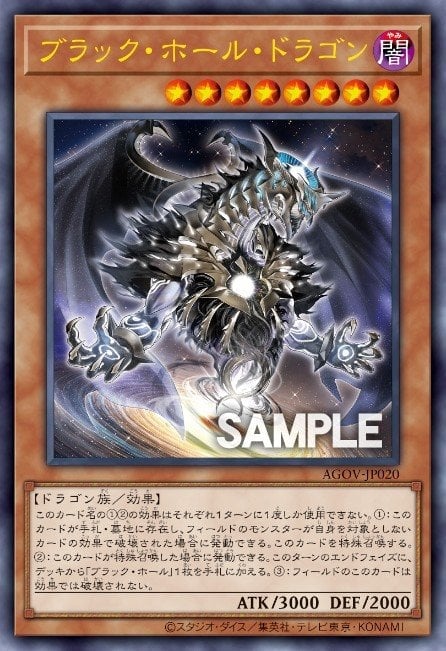 ブラック・ホール・ドラゴン
やみ
闇
SAMPLE
AGOV-JP020
【ドラゴン族／効果】
このカード名の①②の効果はそれぞれ1ターンに1度しか使用できない。①：この
カードが手札・墓地に存在し、フィールドのモンスターが自身を対象としない
カードの効果で破壊された場合に発動できる。このカードを特殊召喚する。
②：このカードが特殊召喚した場合に発動できる。このターンのエンドフェイズに、
デッキから「ブラック・ホール」1枚を手札に加える。③：フィールドのこのカードは
効果では破壊されない。
ATK/3000 DEF/2000
©スタジオ・ダイス／集英社・テレビ東京・KONAMI